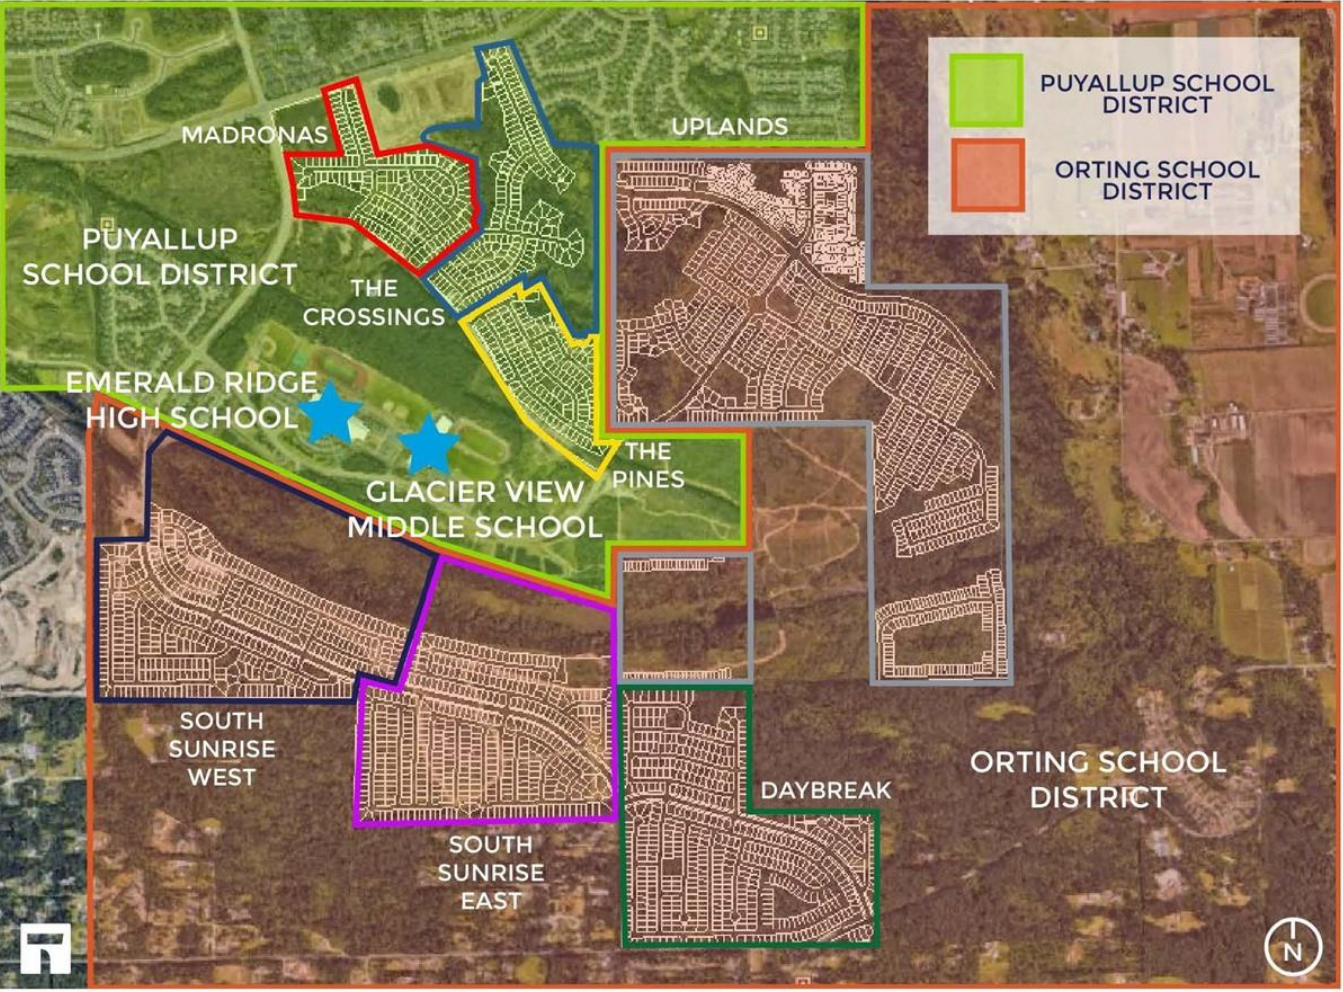 PUYALLUP SCHOOL
DISTRICT
ORTING SCHOOL
DISTRICT
MADRONAS
UPLANDS
PUYALLUP
SCHOOL DISTRICT
THE
CROSSINGS
EMERALD RIDGE
HIGH SCHOOL
THE
PINES
GLACIER VIEW
MIDDLE SCHOOL
SOUTH
SUNRISE
WEST
ORTING SCHOOL
DISTRICT
DAYBREAK
SOUTH
SUNRISE
EAST
N